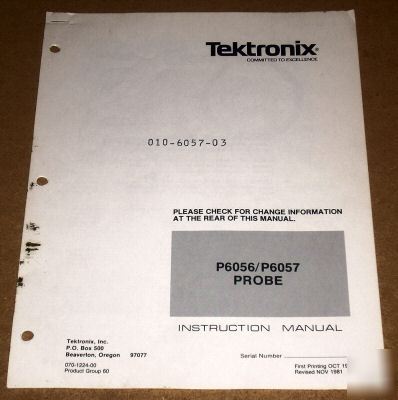 Tektronix®
COMMITTED TO EXCELLENCE
010-6057-03
PLEASE CHECK FOR CHANGE INFORMATION
AT THE REAR OF THIS MANUAL.
P6056/P6057
PROBE
INSTRUCTION MANUAL
Tektronix, Inc.
P.O. Box 500
Beaverton, Oregon 97077
Serial Number
070-1224-00
Product Group 60
First Printing OCT 19
Revised NOV 1981